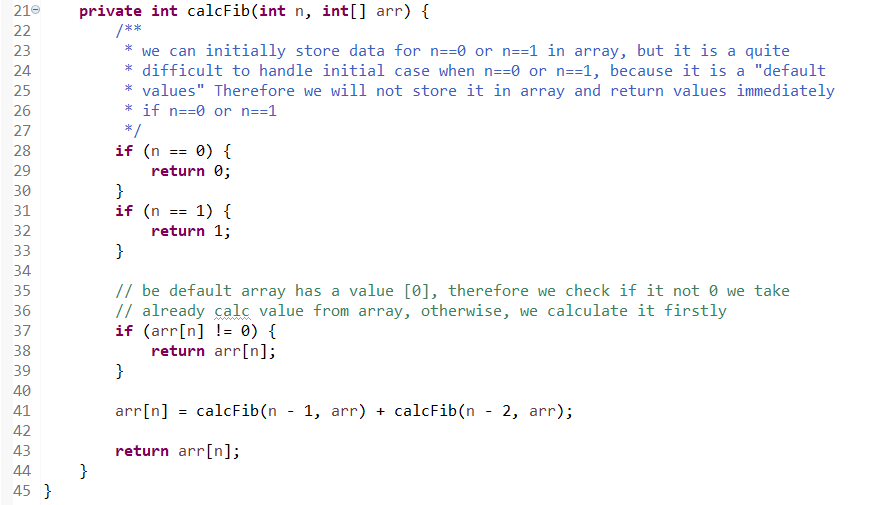 21 private int calcFib(int n, int[] arr) {
22 /**
23 * we can initially store data for n==0 or n==1 in array, but it is a quite
24 * difficult to handle initial case when n==0 or n==1, because it is a "default
25 * values" Therefore we will not store it in array and return values immediately
26 * if n==0 or n==1
27 */
28 if (n == 0) {
29 return 0;
30 }
31 if (n == 1) {
32 return 1;
33 }
34
35 // be default array has a value [0], therefore we check if it not 0 we take
36 // already calc value from array, otherwise, we calculate it firstly
37 if (arr[n] != 0) {
38 return arr[n];
39 }
40
41 arr[n] = calcFib(n - 1, arr) + calcFib(n - 2, arr);
42
43 return arr[n];
44 }
45 }